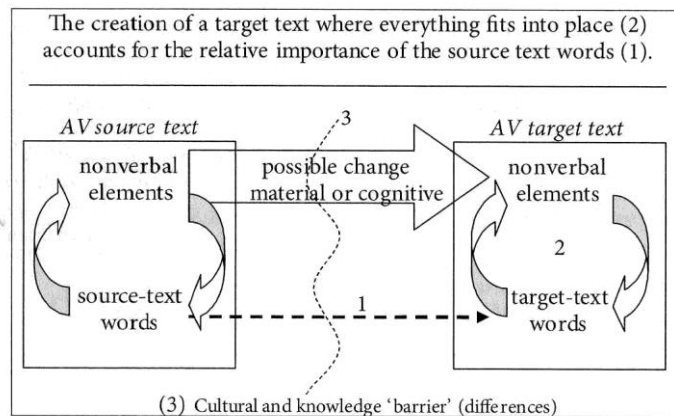 The creation of a target text where everything fits into place (2)
accounts for the relative importance of the source text words (1).
3
AV source text
AV target text
nonverbal
elements
possible change
material or cognitive
nonverbal
elements
2
source-text
words
1
target-text
words
(3) Cultural and knowledge ‘barrier’ (differences)